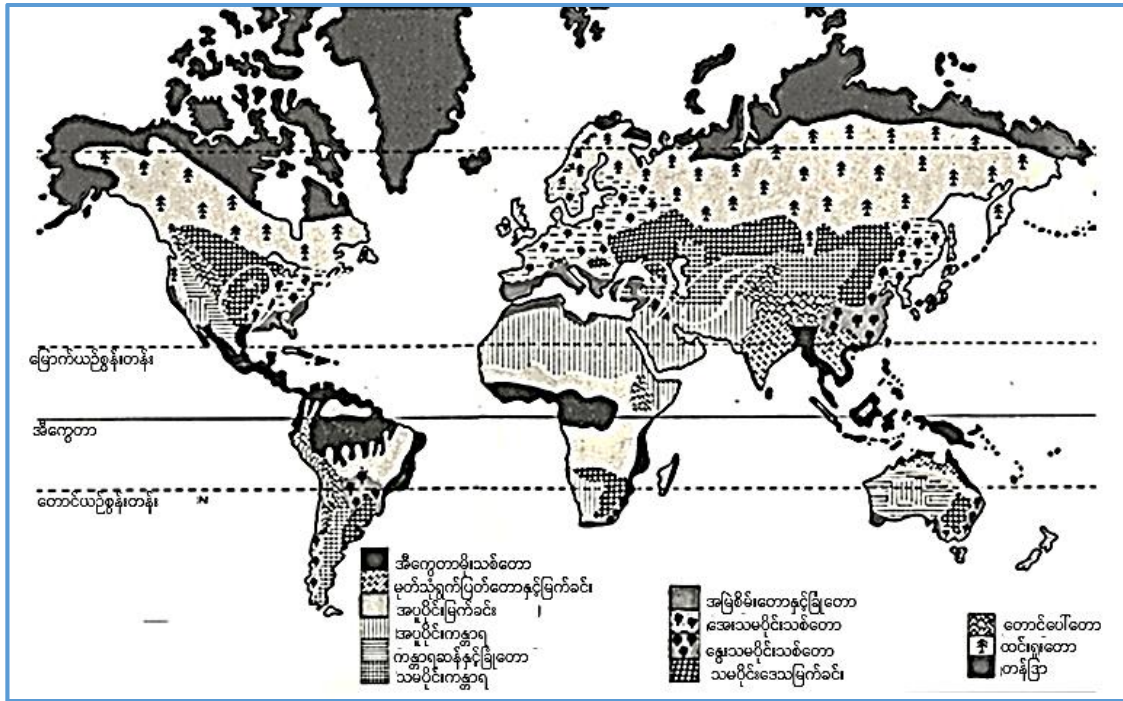 မြောက်ယဉ်စွန်းတန်း
အီကွေတာ
တောင်ယဉ်စွန်းတန်း
အီကွေတာမိုးသစ်တော
မုတ်သုံရွက်ပြတ်တောနှင့်မြက်ခင်း
အပူပိုင်းမြက်ခင်း
အပူပိုင်းကန္တာရ
ကန္တာရဆန်နှင့်ခြုံတော
သမပိုင်းကန္တာရ
အမြဲစိမ်းတောနှင့်ခြုံတော
အေးသမပိုင်းသစ်တော
နွေးသမပိုင်းသစ်တော
သမပိုင်းဒေသမြက်ခင်း
တောင်ပေါ်တော
ထင်းရှူးတော
တန်ဒြာ